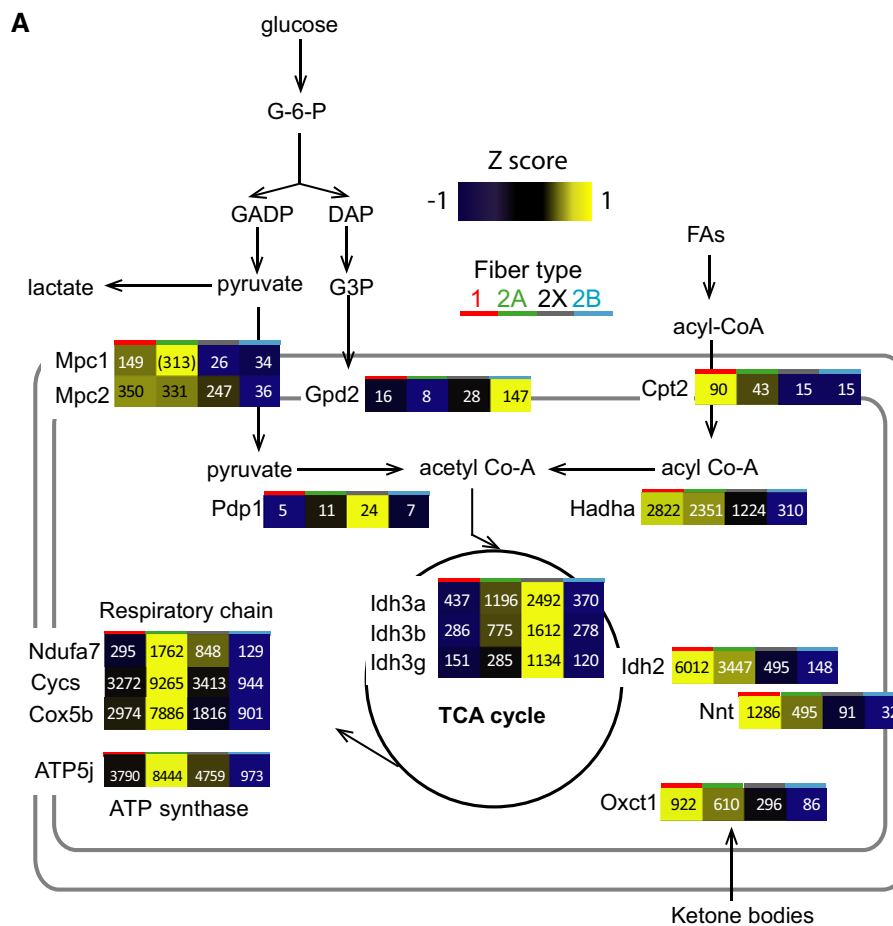 A
glucose
G-6-P
Z score
-1 1
GADP DAP
FAs
Fiber type
1 2A 2X 2B
lactate pyruvate G3P
acyl-CoA
Mpc1 149 (313) 26 34
Mpc2 350 331 247 36
Gpd2 16 8 28 147
Cpt2 90 43 15 15
pyruvate acetyl Co-A acyl Co-A
Pdp1 5 11 24 7
Hadha 2822 2351 1224 310
Idh3a 437 1196 2492 370
Idh3b 286 775 1612 278
Idh3g 151 285 1134 120
TCA cycle
Respiratory chain
Ndufa7 295 1762 848 129
Cycs 3272 9265 3413 944
Cox5b 2974 7886 1816 901
ATP5j 3790 8444 4759 973
ATP synthase
Idh2 6012 3447 495 148
Nnt 1286 495 91 32
Oxct1 922 610 296 86
Ketone bodies